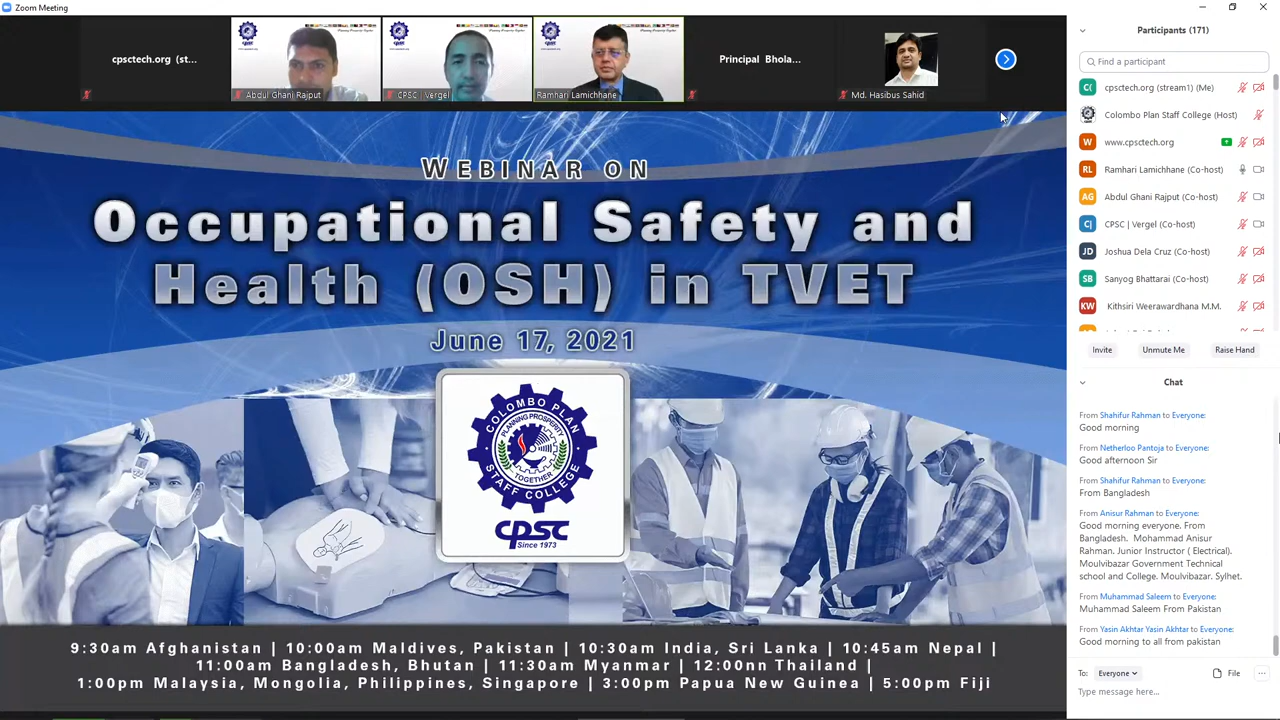 Zoom Meeting
cpsctech.org (st...
Abdul Ghani Rajput
CPSC | Vergel
Ramhari Lamichhane
Principal Bhola...
Md. Hasibus Sahid
WEBINAR ON
Occupational Safety and
Health (OSH) in TVET
June 17, 2021
COLOMBO PLAN
PLANNING PROSPERITY
TOGETHER
STAFF COLLEGE
cpsc
Since 1973
9:30am Afghanistan | 10:00am Maldives, Pakistan | 10:30am India, Sri Lanka | 10:45am Nepal |
11:00am Bangladesh, Bhutan | 11:30am Myanmar | 12:00nn Thailand |
1:00pm Malaysia, Mongolia, Philippines, Singapore | 3:00pm Papua New Guinea | 5:00pm Fiji
Participants (171)
Find a participant
C( cpsctech.org (stream1) (Me)
Colombo Plan Staff College (Host)
W www.cpsctech.org
RL Ramhari Lamichhane (Co-host)
AG Abdul Ghani Rajput (Co-host)
C| CPSC | Vergel (Co-host)
JD Joshua Dela Cruz (Co-host)
SB Sanyog Bhattarai (Co-host)
KW Kithsiri Weerawardhana M.M.
Invite
Unmute Me
Raise Hand
Chat
From Shahifur Rahman to Everyone:
Good morning
From Netherloo Pantoja to Everyone:
Good afternoon Sir
From Shahifur Rahman to Everyone:
From Bangladesh
From Anisur Rahman to Everyone:
Good morning everyone. From
Bangladesh. Mohammad Anisur
Rahman. Junior Instructor ( Electrical).
Moulvibazar Government Technical
school and College. Moulvibazar. Sylhet.
From Muhammad Saleem to Everyone:
Muhammad Saleem From Pakistan
From Yasin Akhtar Yasin Akhtar to Everyone:
Good morning to all from pakistan
To: Everyone
File
...
Type message here...